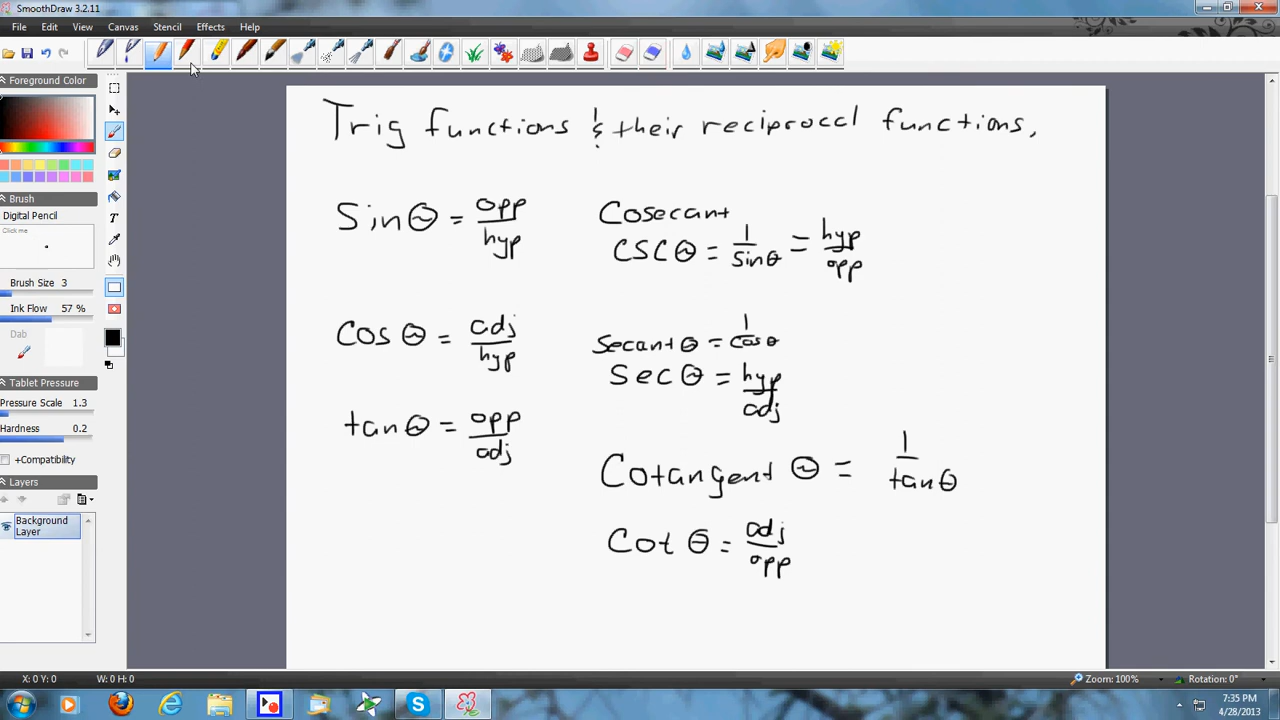 SmoothDraw 3.2.11
File Edit View Canvas Stencil Effects Help
Foreground Color
Brush
Digital Pencil
Click me
Brush Size 3
Ink Flow 57 %
Dab
Tablet Pressure
Pressure Scale 1.3
Hardness 0.2
+Compatibility
Layers
Background Layer
Trig functions & their reciprocal functions.
Sin θ = opp/hyp
Cosecant
CSC θ = 1/Sin θ = hyp/opp
Cos θ = adj/hyp
Secant θ = 1/Cos θ
Sec θ = hyp/adj
tan θ = opp/adj
Cotangent θ = 1/tan θ
Cot θ = adj/opp
X: 0 Y: 0 W: 0 H: 0 Zoom: 100% Rotation: 0°
7:35 PM
4/28/2013